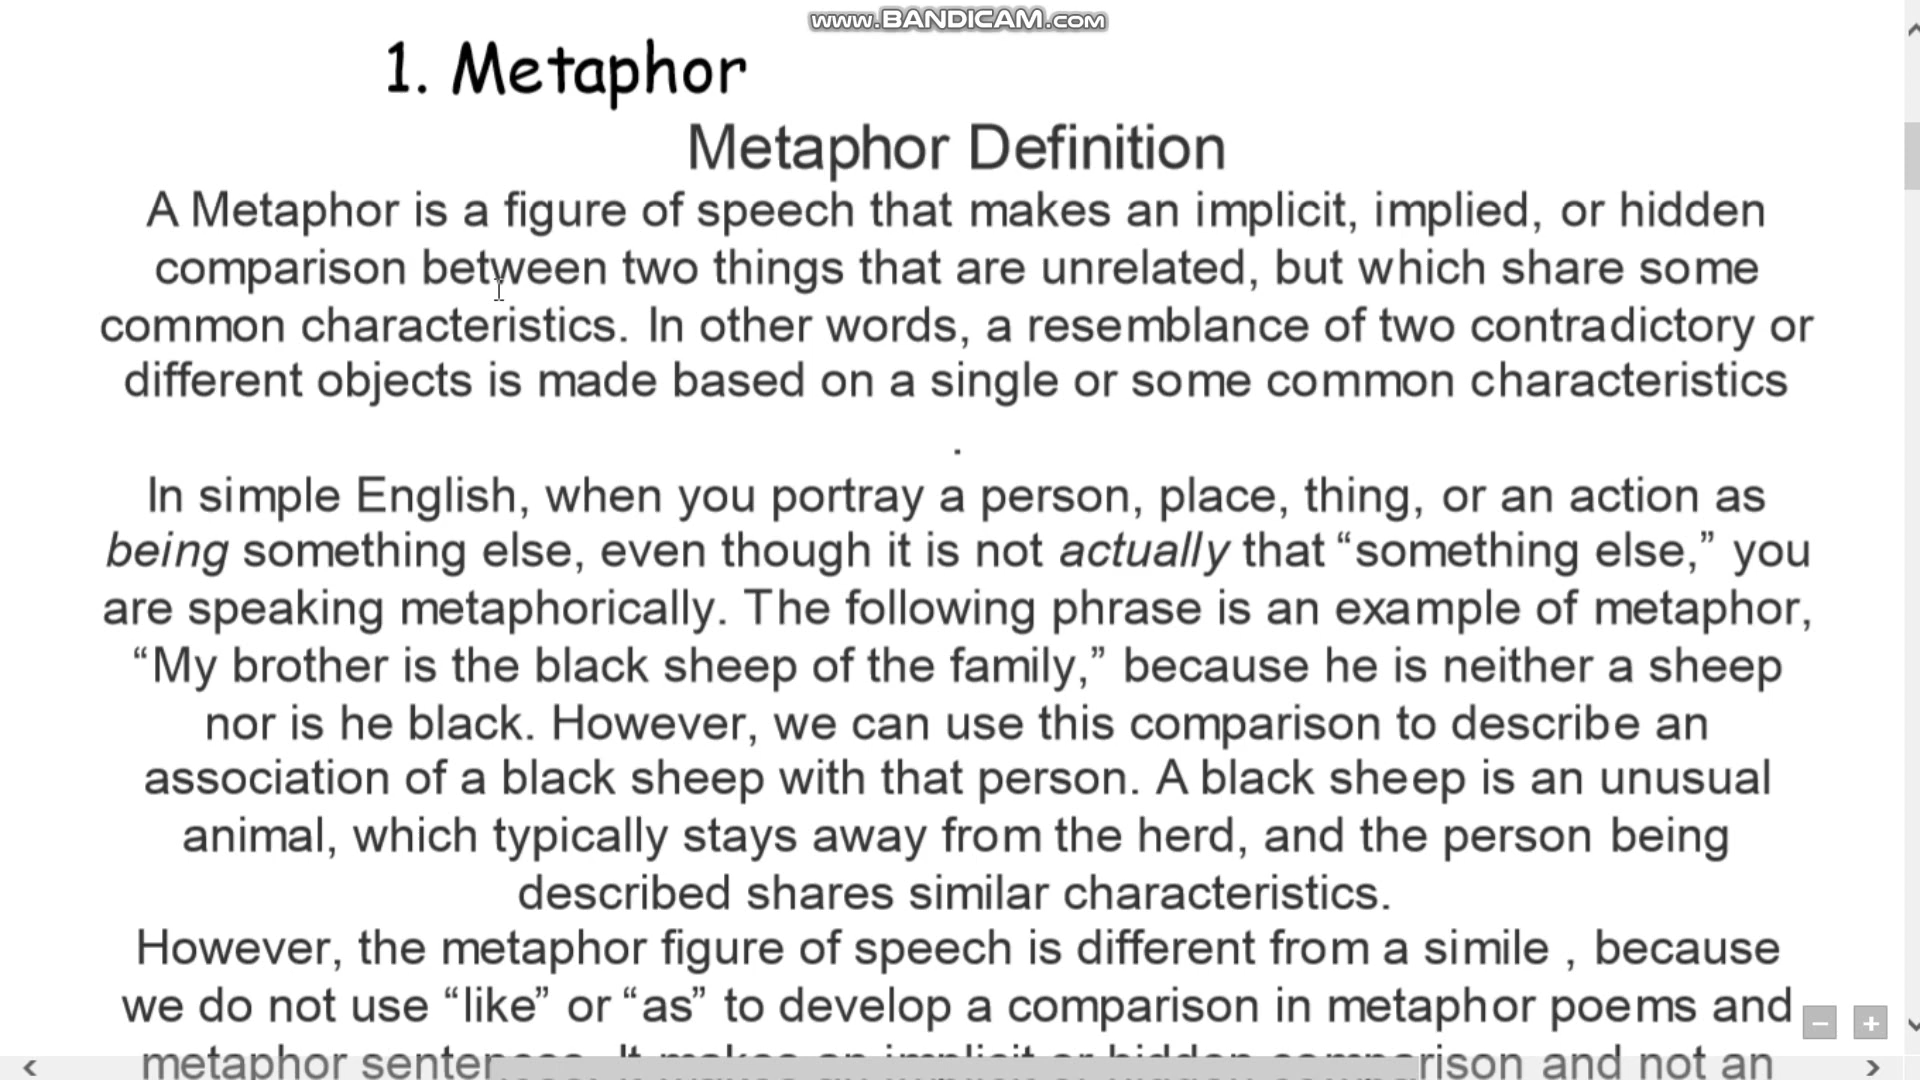 www.BANDICAM.com
1. Metaphor
Metaphor Definition
A Metaphor is a figure of speech that makes an implicit, implied, or hidden
comparison between two things that are unrelated, but which share some
common characteristics. In other words, a resemblance of two contradictory or
different objects is made based on a single or some common characteristics
.
In simple English, when you portray a person, place, thing, or an action as
being something else, even though it is not actually that “something else,” you
are speaking metaphorically. The following phrase is an example of metaphor,
“My brother is the black sheep of the family,” because he is neither a sheep
nor is he black. However, we can use this comparison to describe an
association of a black sheep with that person. A black sheep is an unusual
animal, which typically stays away from the herd, and the person being
described shares similar characteristics.
However, the metaphor figure of speech is different from a simile , because
we do not use “like” or “as” to develop a comparison in metaphor poems and
metaphor sentences. It makes an implicit or hidden comparison and not an